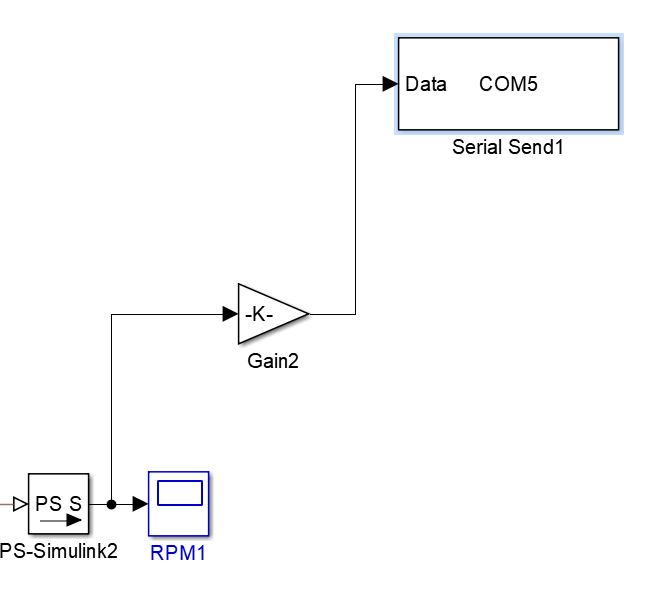 Data COM5
Serial Send1
-K-
Gain2
PS S
PS-Simulink2
RPM1